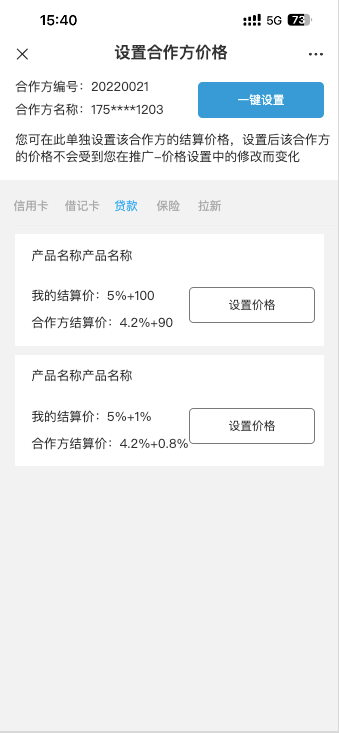 15:40 5G 73
设置合作方价格
合作方编号：20220021
一键设置
合作方名称：175****1203
您可在此单独设置该合作方的结算价格，设置后该合作方
的价格不会受到您在推广–价格设置中的修改而变化
信用卡 借记卡 贷款 保险 拉新
产品名称产品名称
我的结算价：5%+100
设置价格
合作方结算价：4.2%+90
产品名称产品名称
我的结算价：5%+1%
设置价格
合作方结算价：4.2%+0.8%